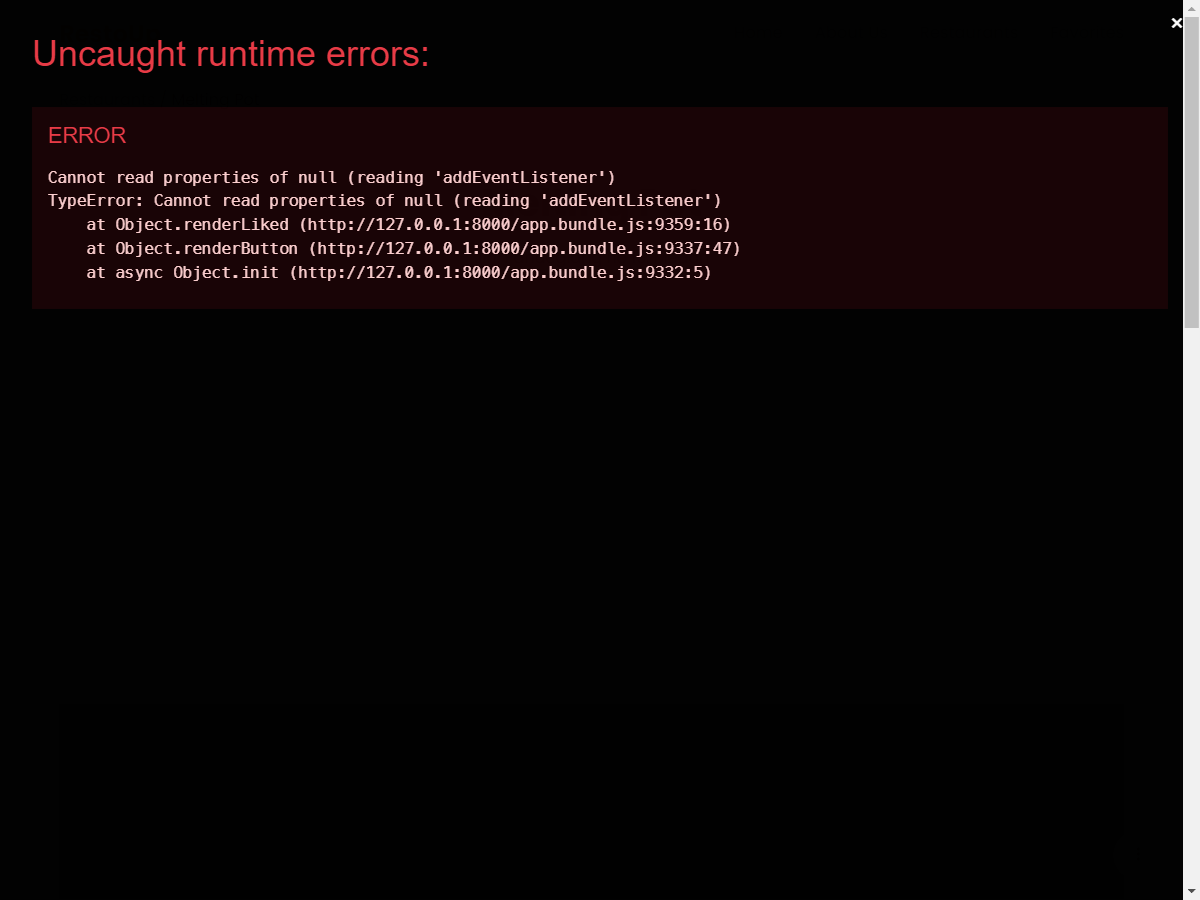 ×
Uncaught runtime errors:
ERROR
Cannot read properties of null (reading 'addEventListener')
TypeError: Cannot read properties of null (reading 'addEventListener')
    at Object.renderLiked (http://127.0.0.1:8000/app.bundle.js:9359:16)
    at Object.renderButton (http://127.0.0.1:8000/app.bundle.js:9337:47)
    at async Object.init (http://127.0.0.1:8000/app.bundle.js:9332:5)